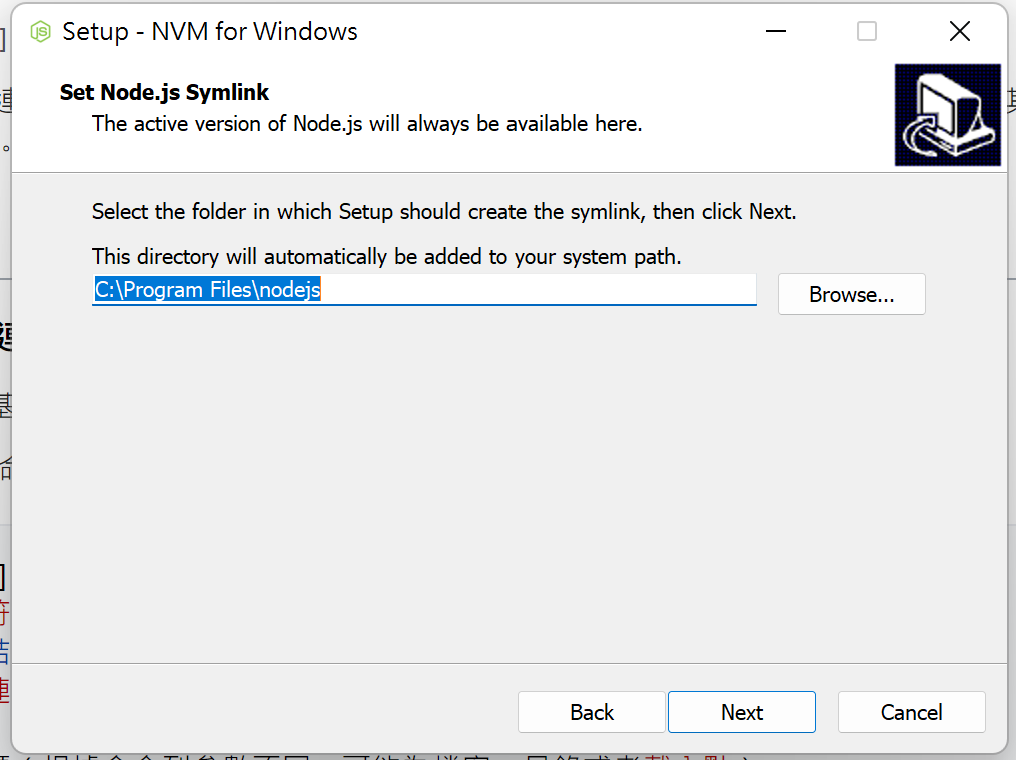 Setup - NVM for Windows
Set Node.js Symlink
The active version of Node.js will always be available here.
Select the folder in which Setup should create the symlink, then click Next.
This directory will automatically be added to your system path.
C:\Program Files\nodejs
Browse...
Back
Next
Cancel